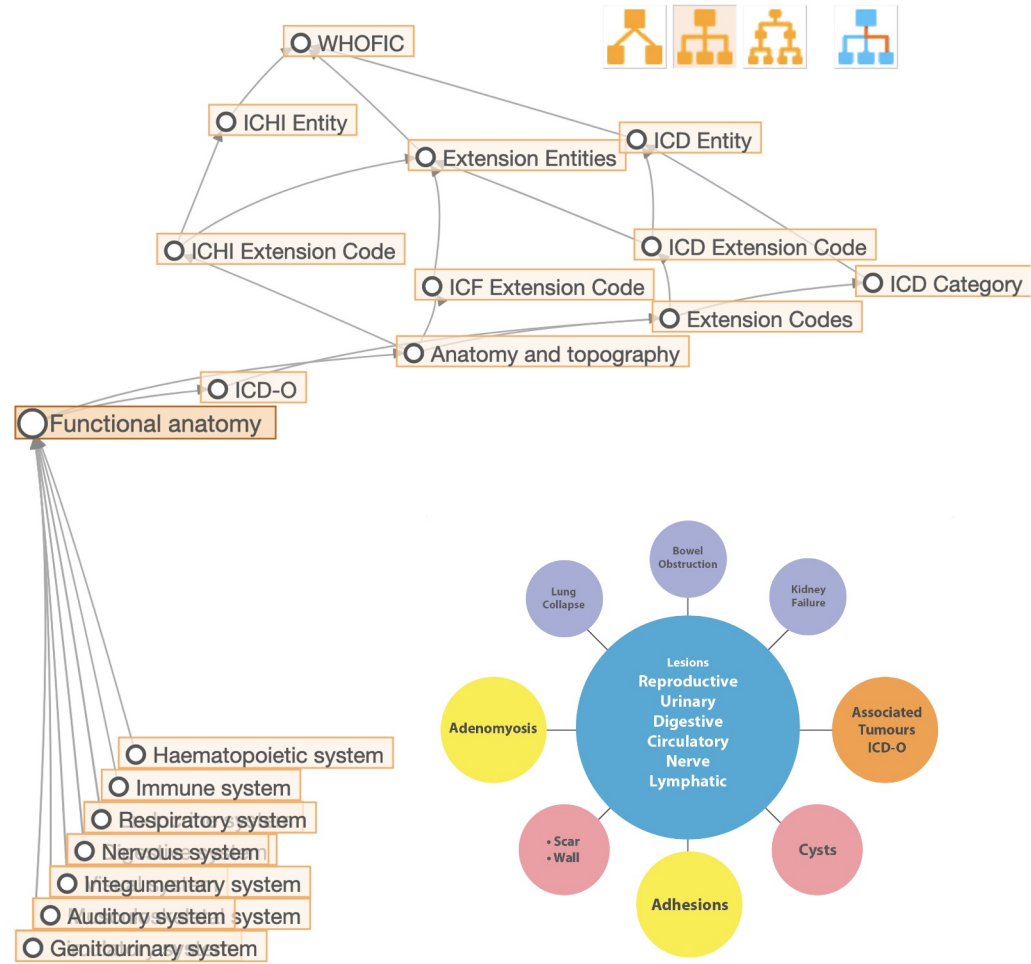 WHOFIC
ICHI Entity
ICD Entity
Extension Entities
ICHI Extension Code
ICD Extension Code
ICF Extension Code
ICD Category
Extension Codes
Anatomy and topography
ICD-O
Functional anatomy
Bowel
Obstruction
Lung
Collapse
Kidney
Failure
Lesions
Reproductive
Urinary
Digestive
Circulatory
Nerve
Lymphatic
Adenomyosis
Associated
Tumours
ICD-O
• Scar
• Wall
Cysts
Adhesions
Haematopoietic system
Immune system
Respiratory system
Nervous system
Integumentary system
Auditory system
Genitourinary system